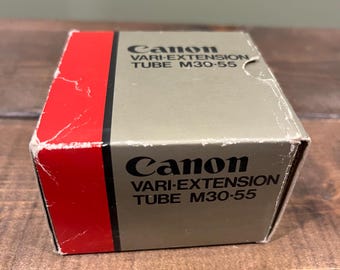 Canon
VARI-EXTENSION
TUBE M30-55
Canon
VARI-EXTENSION
TUBE M30-55